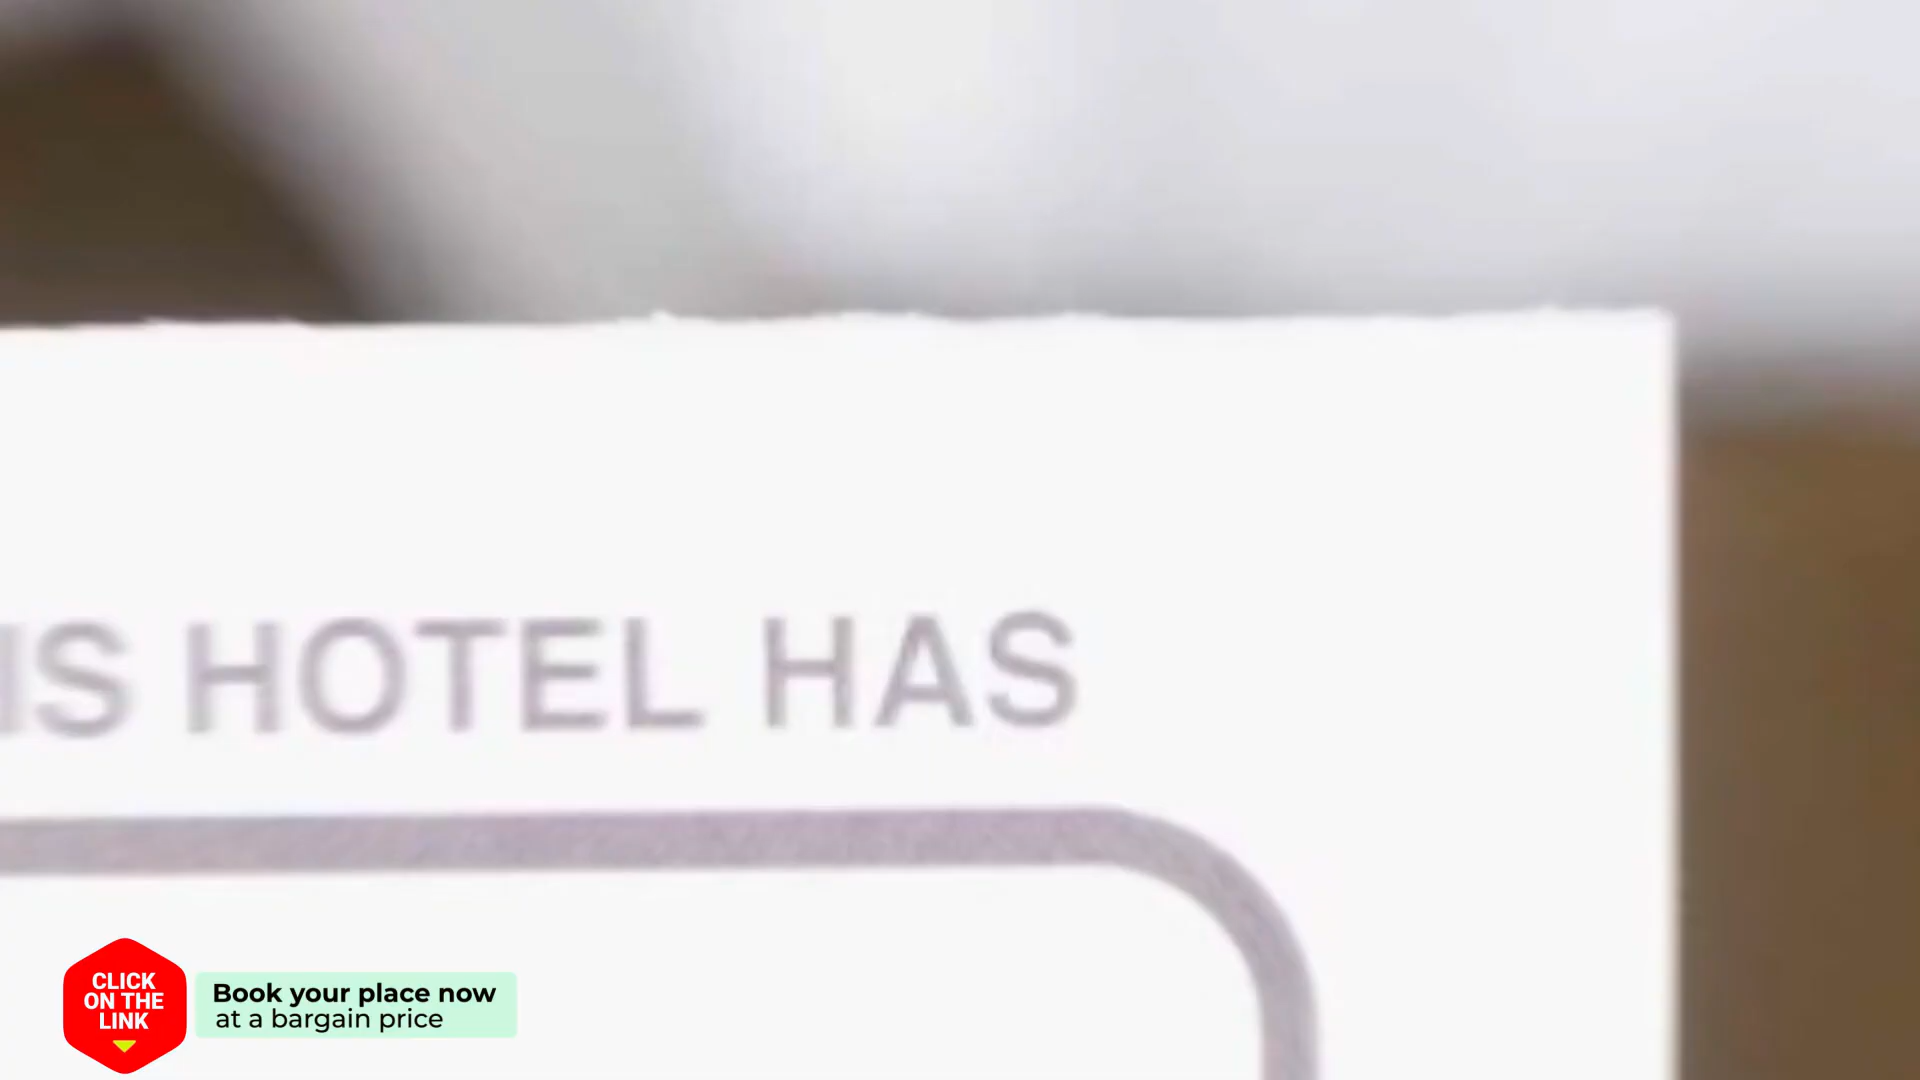 HOTEL HAS
CLICK
ON THE
LINK
Book your place now
at a bargain price